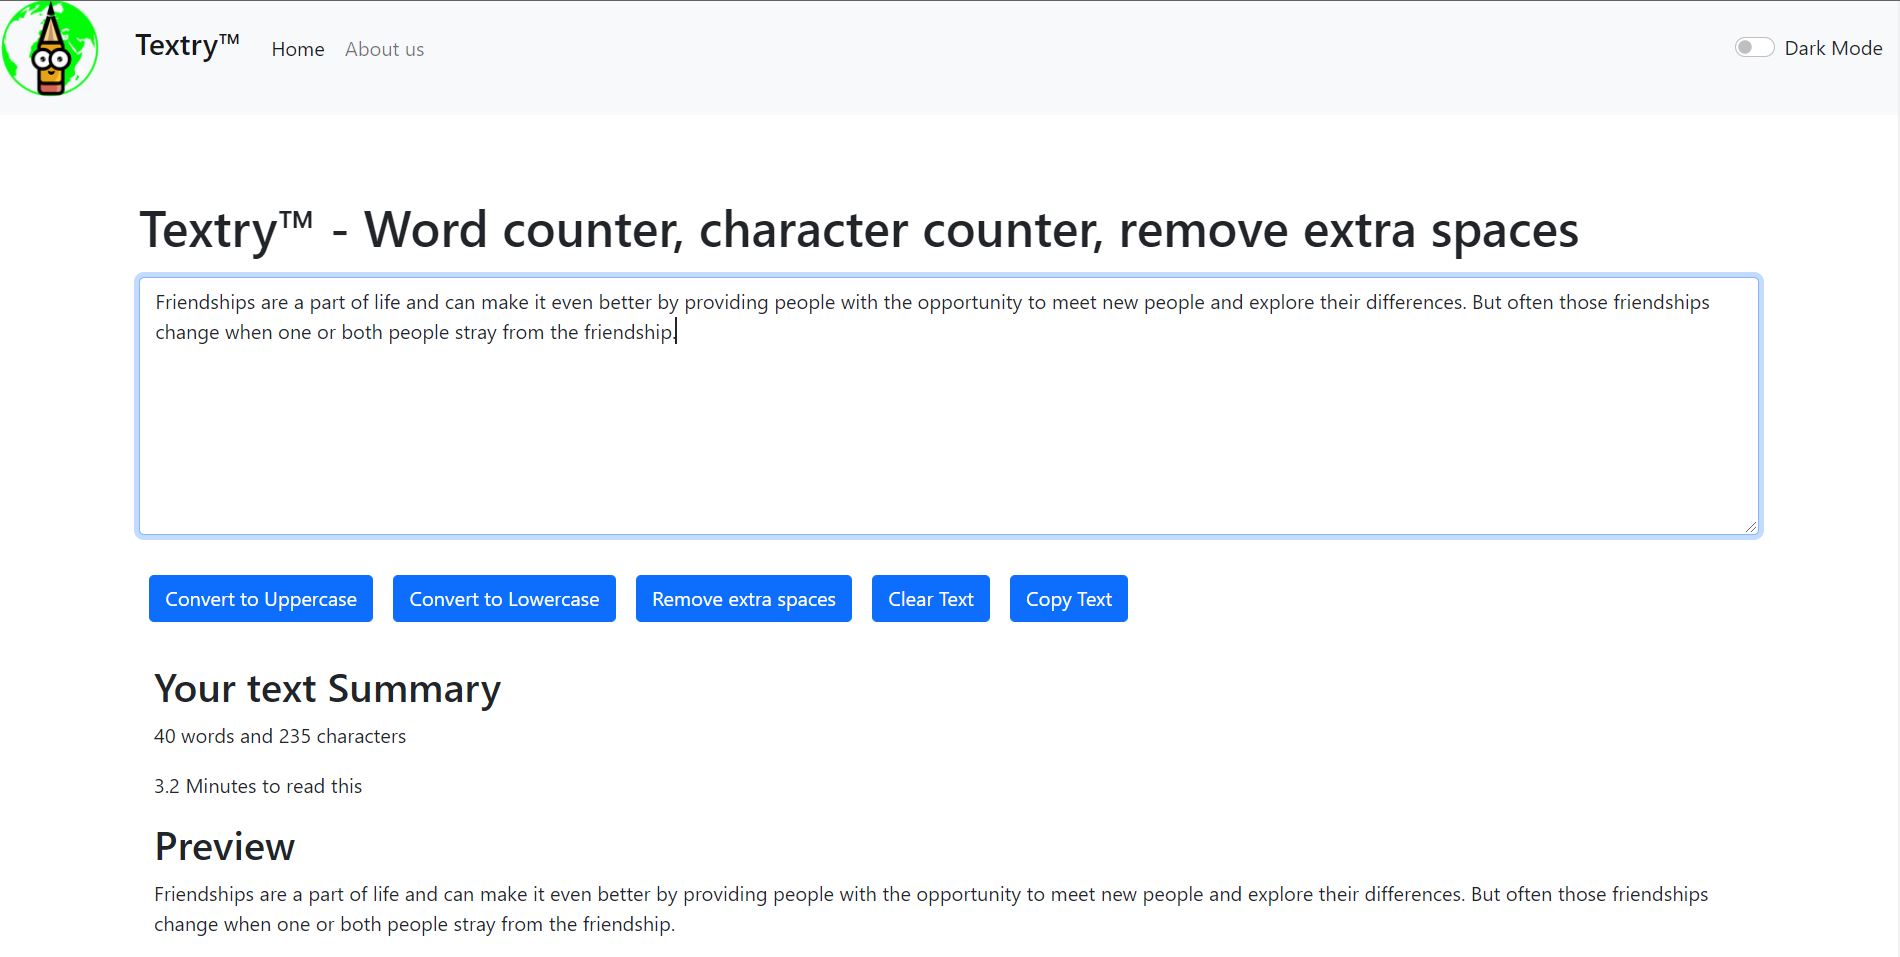 Textry™ Home About us Dark Mode
Textry™ - Word counter, character counter, remove extra spaces
Friendships are a part of life and can make it even better by providing people with the opportunity to meet new people and explore their differences. But often those friendships
change when one or both people stray from the friendship.
Convert to Uppercase Convert to Lowercase Remove extra spaces Clear Text Copy Text
Your text Summary
40 words and 235 characters
3.2 Minutes to read this
Preview
Friendships are a part of life and can make it even better by providing people with the opportunity to meet new people and explore their differences. But often those friendships
change when one or both people stray from the friendship.